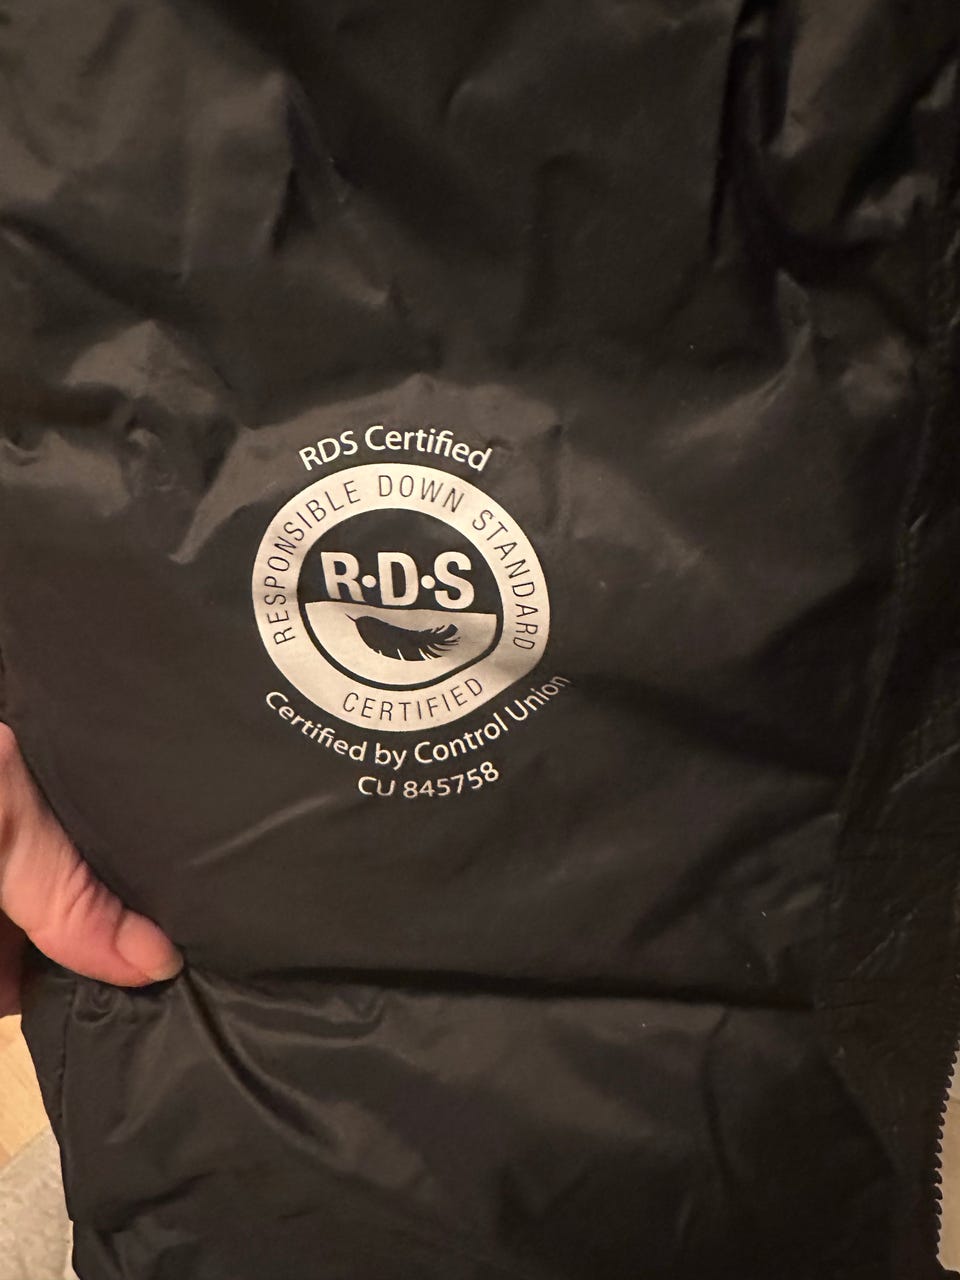 RDS Certified
RESPONSIBLE DOWN STANDARD
R·D·S
CERTIFIED
Certified by Control Union
CU 845758